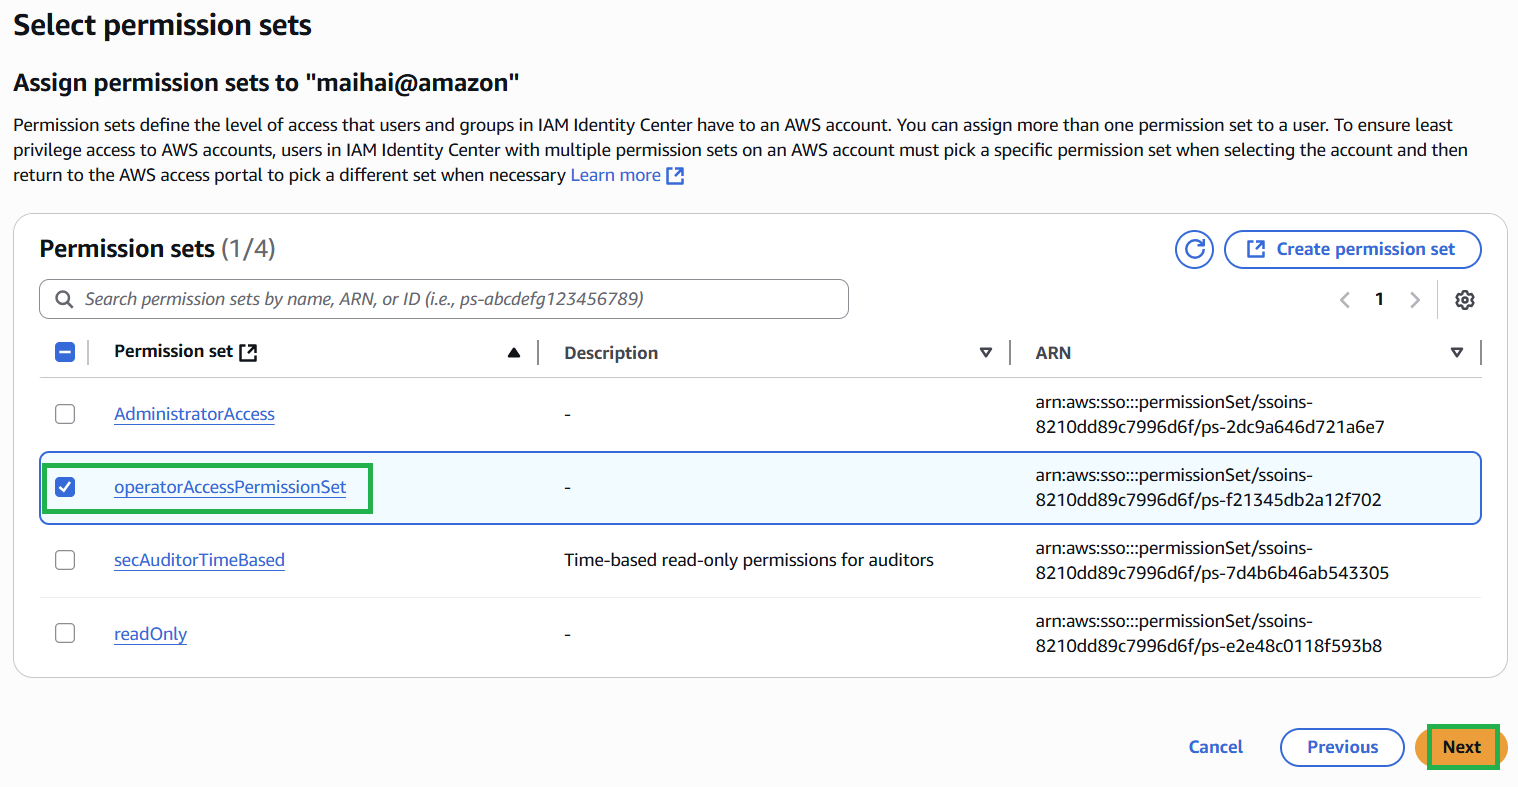 Select permission sets
Assign permission sets to "maihai@amazon"
Permission sets define the level of access that users and groups in IAM Identity Center have to an AWS account. You can assign more than one permission set to a user. To ensure least
privilege access to AWS accounts, users in IAM Identity Center with multiple permission sets on an AWS account must pick a specific permission set when selecting the account and then
return to the AWS access portal to pick a different set when necessary Learn more
Permission sets (1/4)
Create permission set
Search permission sets by name, ARN, or ID (i.e., ps-abcdefg123456789)
1
Permission set
Description
ARN
AdministratorAccess
-
arn:aws:sso:::permissionSet/ssoins-
8210dd89c7996d6f/ps-2dc9a646d721a6e7
operatorAccessPermissionSet
-
arn:aws:sso:::permissionSet/ssoins-
8210dd89c7996d6f/ps-f21345db2a12f702
secAuditorTimeBased
Time-based read-only permissions for auditors
arn:aws:sso:::permissionSet/ssoins-
8210dd89c7996d6f/ps-7d4b6b46ab543305
readOnly
-
arn:aws:sso:::permissionSet/ssoins-
8210dd89c7996d6f/ps-e2e48c0118f593b8
Cancel
Previous
Next